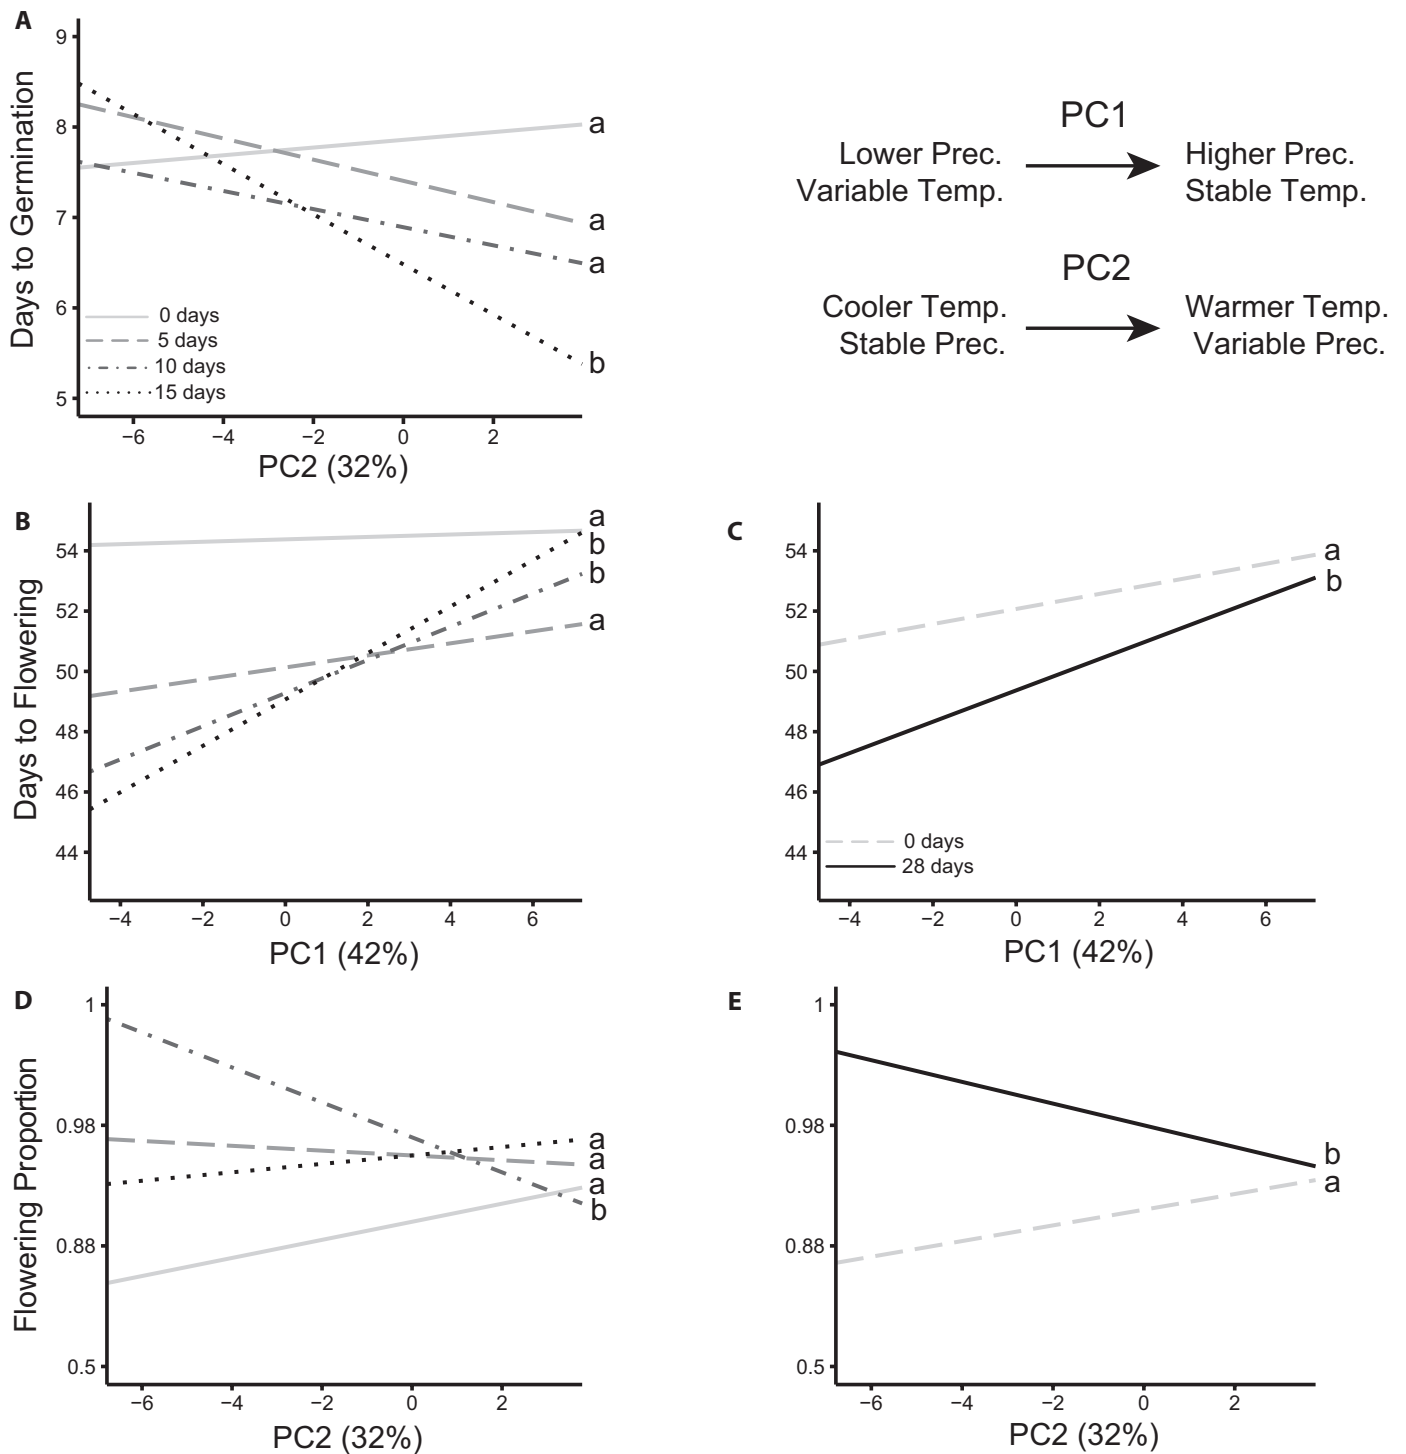 A
Days to Germination
9
8
7
6
5
a
a
a
b
0 days
5 days
10 days
15 days
−6 −4 −2 0 2
PC2 (32%)
PC1
Lower Prec. Higher Prec.
Variable Temp. Stable Temp.
PC2
Cooler Temp. Warmer Temp.
Stable Prec. Variable Prec.
B
Days to Flowering
54
52
50
48
46
44
a
b
b
a
−4 −2 0 2 4 6
PC1 (42%)
C
54
52
50
48
46
44
a
b
0 days
28 days
−4 −2 0 2 4 6
PC1 (42%)
D
Flowering Proportion
1
0.98
0.88
0.5
a
a
a
b
−6 −4 −2 0 2
PC2 (32%)
E
1
0.98
0.88
0.5
b
a
−6 −4 −2 0 2
PC2 (32%)